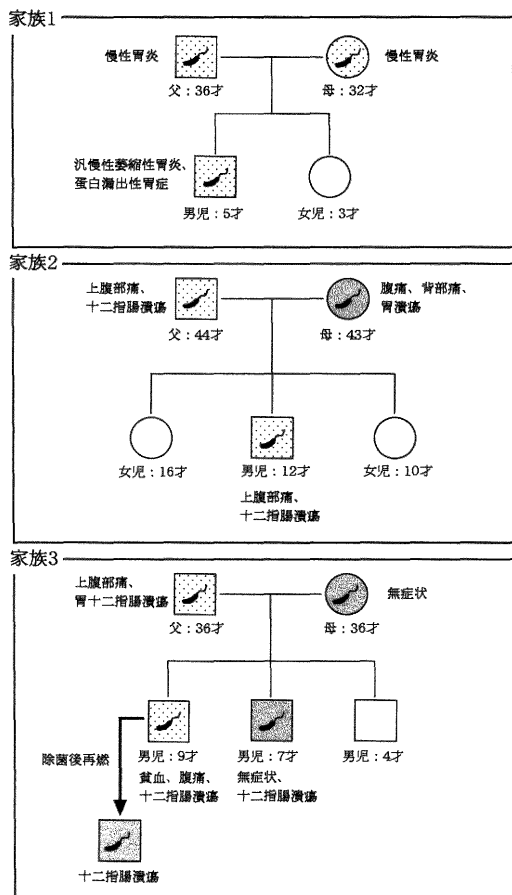 家族1
慢性胃炎
慢性胃炎
父：36才
母：32才
汎慢性萎縮性胃炎、
蛋白漏出性胃症
男児：5才
女児：3才
家族2
上腹部痛、
十二指腸潰瘍
腹痛、背部痛、
胃潰瘍
父：44才
母：43才
女児：16才
男児：12才
女児：10才
上腹部痛、
十二指腸潰瘍
家族3
上腹部痛、
胃十二指腸潰瘍
無症状
父：36才
母：36才
除菌後再燃
男児：9才
男児：7才
男児：4才
貧血、腹痛、
十二指腸潰瘍
無症状、
十二指腸潰瘍
十二指腸潰瘍